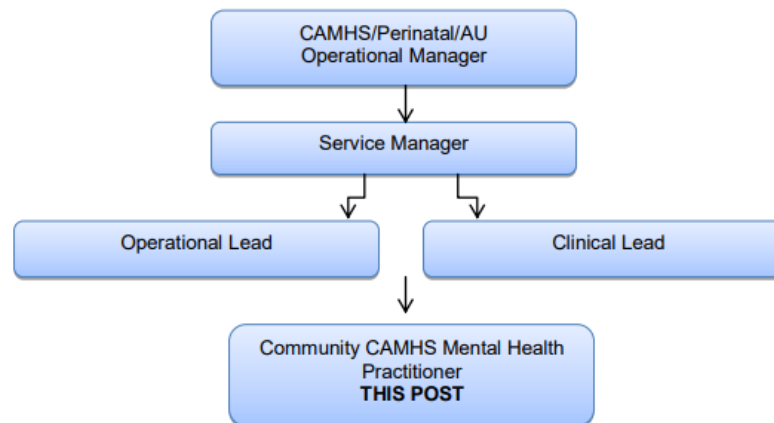 CAMHS/Perinatal/AU
Operational Manager
Service Manager
Operational Lead
Clinical Lead
Community CAMHS Mental Health
Practitioner
THIS POST